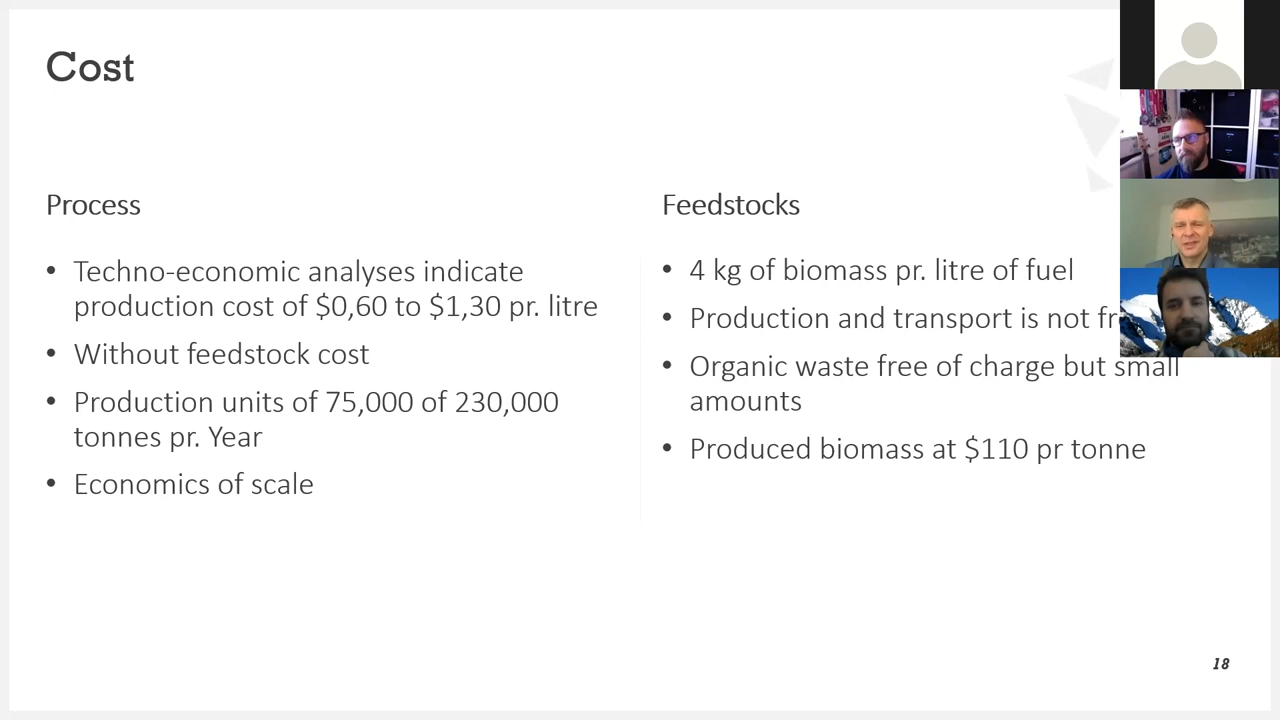 Cost
Process
• Techno-economic analyses indicate
production cost of $0,60 to $1,30 pr. litre
• Without feedstock cost
• Production units of 75,000 of 230,000
tonnes pr. Year
• Economics of scale
Feedstocks
• 4 kg of biomass pr. litre of fuel
• Production and transport is not
• Organic waste free of charge but small
amounts
• Produced biomass at $110 pr tonne
18